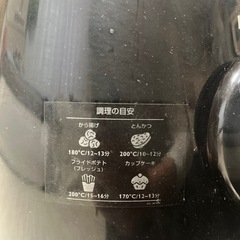 調理の目安
から揚げ とんかつ
180°C/12~13分 200°C/10~12分
フライドポテト カップケーキ
(フレッシュ)
200°C/15~16分 170°C/12~13分